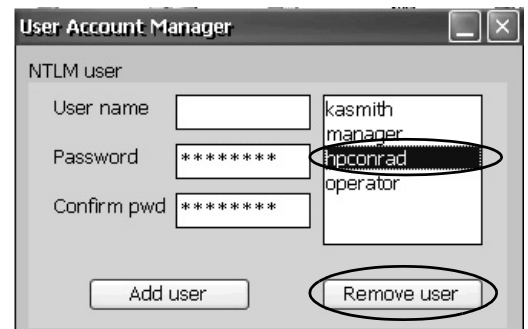 User Account Manager
NTLM user
User name
kasmith
manager
Password ********
hpconrad
operator
Confirm pwd ********
Add user
Remove user